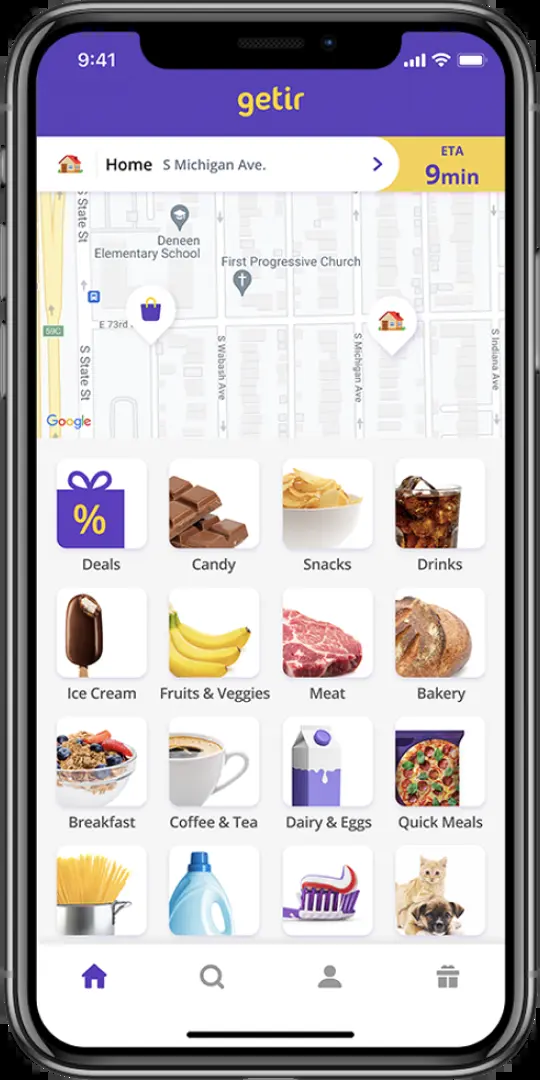 9:41
getir
Home S Michigan Ave.
ETA
9min
S State St
Deneen
Elementary School
First Progressive Church
E 73rd
59C
S State St
S Wabash Ave
S Michigan Ave
S Indiana Ave
Google
%
Deals
Candy
Snacks
Drinks
Ice Cream
Fruits & Veggies
Meat
Bakery
Breakfast
Coffee & Tea
Dairy & Eggs
Quick Meals